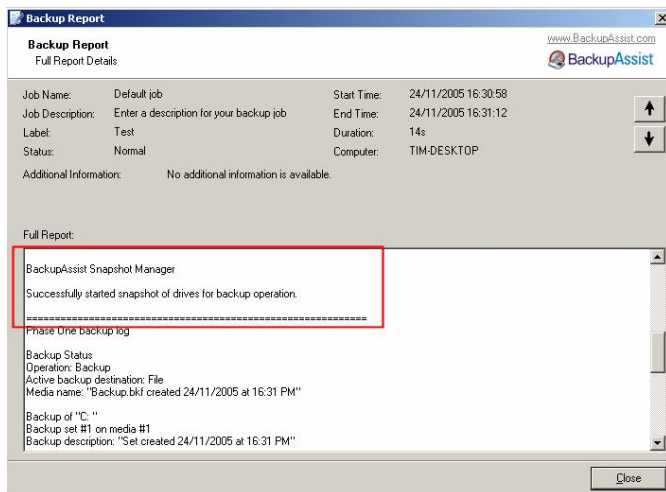 Backup Report
Backup Report
Full Report Details
www.BackupAssist.com
BackupAssist
Job Name: Default job
Start Time: 24/11/2005 16:30:58
Job Description: Enter a description for your backup job
End Time: 24/11/2005 16:31:12
Label: Test
Duration: 14s
Status: Normal
Computer: TIM-DESKTOP
Additional Information: No additional information is available.
Full Report:
BackupAssist Snapshot Manager
Successfully started snapshot of drives for backup operation.
============================================================
Phase One backup log
Backup Status
Operation: Backup
Active backup destination: File
Media name: "Backup.bkf created 24/11/2005 at 16:31 PM"
Backup of "C: "
Backup set #1 on media #1
Backup description: "Set created 24/11/2005 at 16:31 PM"
Close